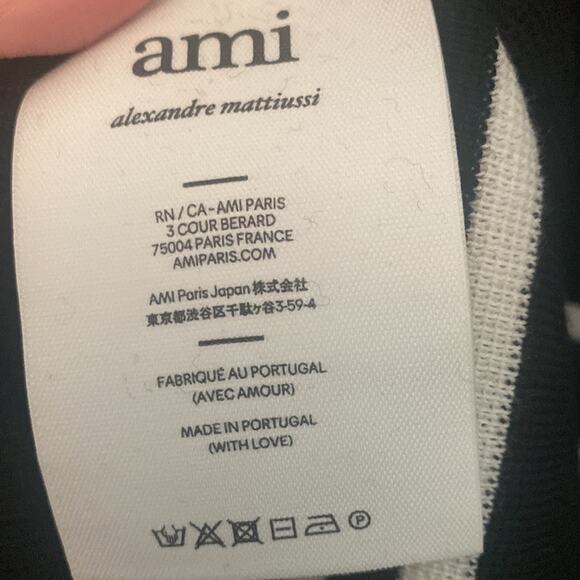 ami
alexandre mattiussi
RN / CA - AMI PARIS
3 COUR BERARD
75004 PARIS FRANCE
AMIPARIS.COM
AMI Paris Japan 株式会社
東京都渋谷区千駄ヶ谷3-59-4
FABRIQUÉ AU PORTUGAL
(AVEC AMOUR)
MADE IN PORTUGAL
(WITH LOVE)
P